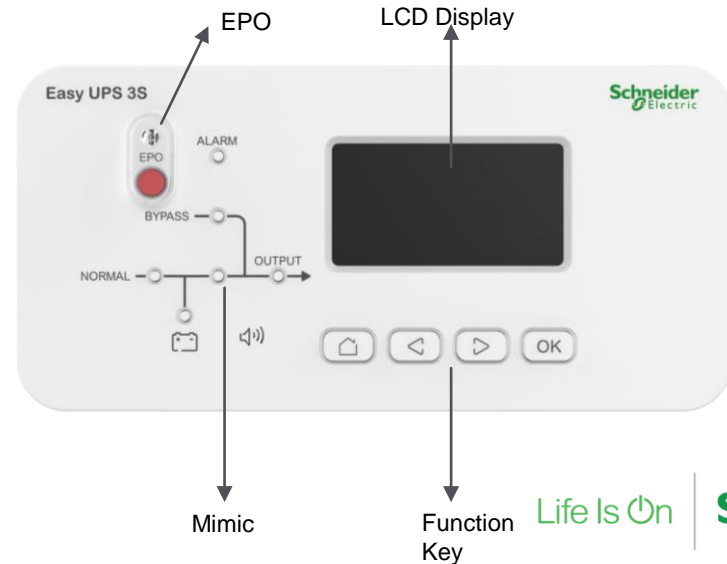 EPO
LCD Display
Easy UPS 3S
Schneider
Electric
EPO
ALARM
BYPASS
OUTPUT
NORMAL
OK
Mimic
Function
Key
Life Is On
S